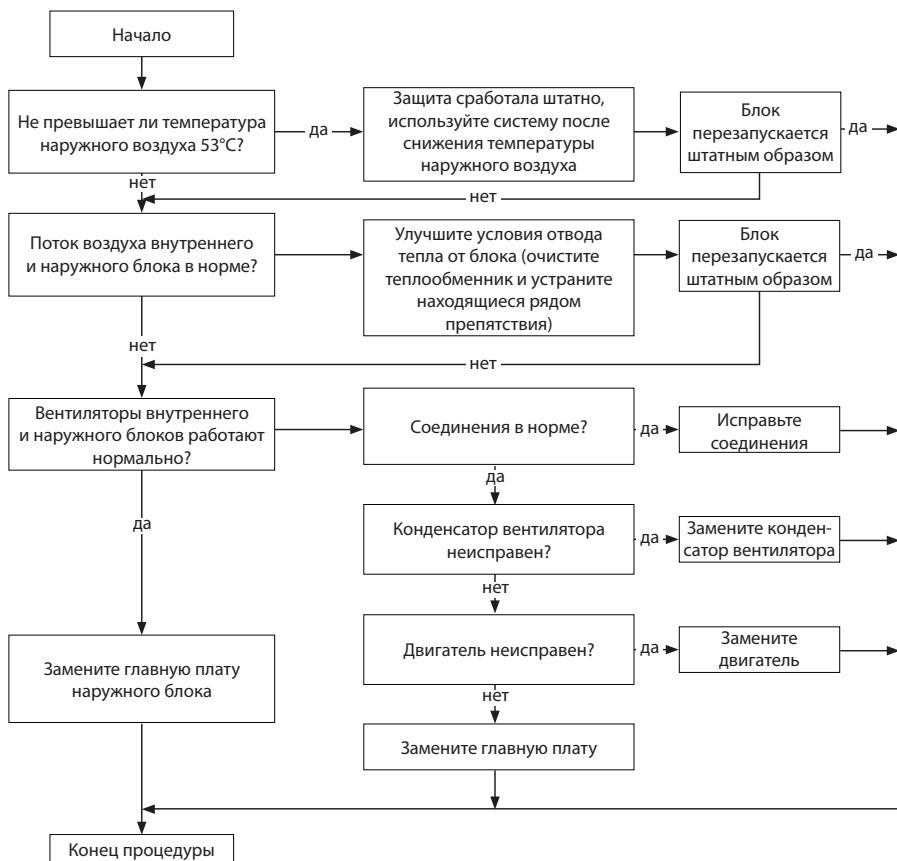 Начало
Не превышает ли температура
наружного воздуха 53°C?
да
Защита сработала штатно,
используйте систему после
снижения температуры
наружного воздуха
Блок
перезапускается
штатным образом
да
нет
нет
Поток воздуха внутреннего
и наружного блока в норме?
Улучшите условия отвода
тепла от блока (очистите
теплообменник и устраните
находящиеся рядом
препятствия)
Блок
перезапускается
штатным образом
да
нет
нет
Вентиляторы внутреннего
и наружного блоков работают
нормально?
Соединения в норме?
да
Исправьте
соединения
да
да
Конденсатор вентилятора
неисправен?
да
Замените конден-
сатор вентилятора
нет
Замените главную плату
наружного блока
Двигатель неисправен?
да
Замените
двигатель
нет
Замените главную плату
Конец процедуры